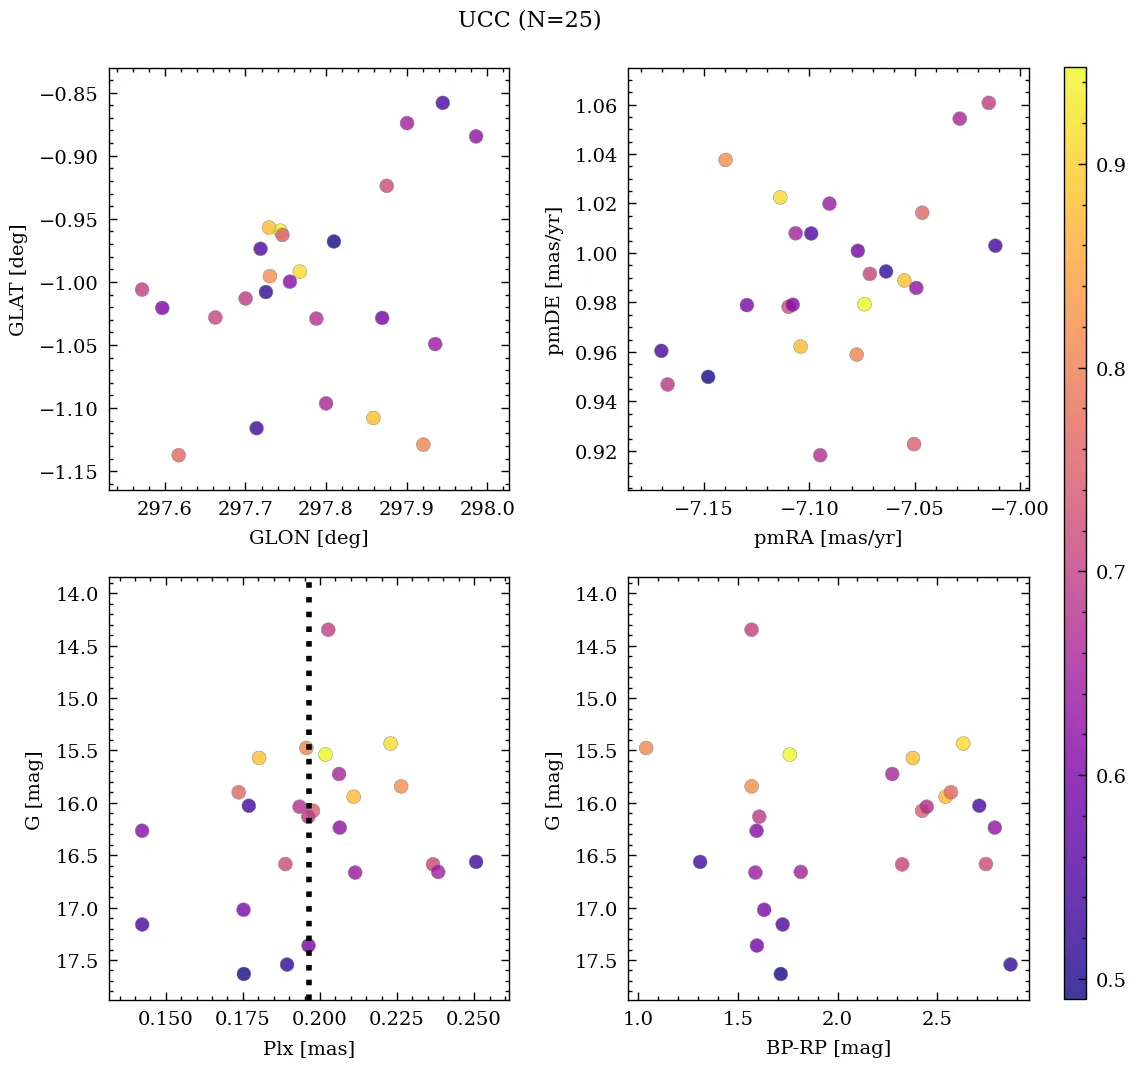 UCC (N=25)
−0.85
−0.90
−0.95
−1.00
−1.05
−1.10
−1.15
GLAT [deg]
297.6 297.7 297.8 297.9 298.0
GLON [deg]
1.06
1.04
1.02
1.00
0.98
0.96
0.94
0.92
pmDE [mas/yr]
−7.15 −7.10 −7.05 −7.00
pmRA [mas/yr]
14.0
14.5
15.0
15.5
16.0
16.5
17.0
17.5
G [mag]
0.150 0.175 0.200 0.225 0.250
Plx [mas]
14.0
14.5
15.0
15.5
16.0
16.5
17.0
17.5
G [mag]
1.0 1.5 2.0 2.5
BP-RP [mag]
0.9
0.8
0.7
0.6
0.5